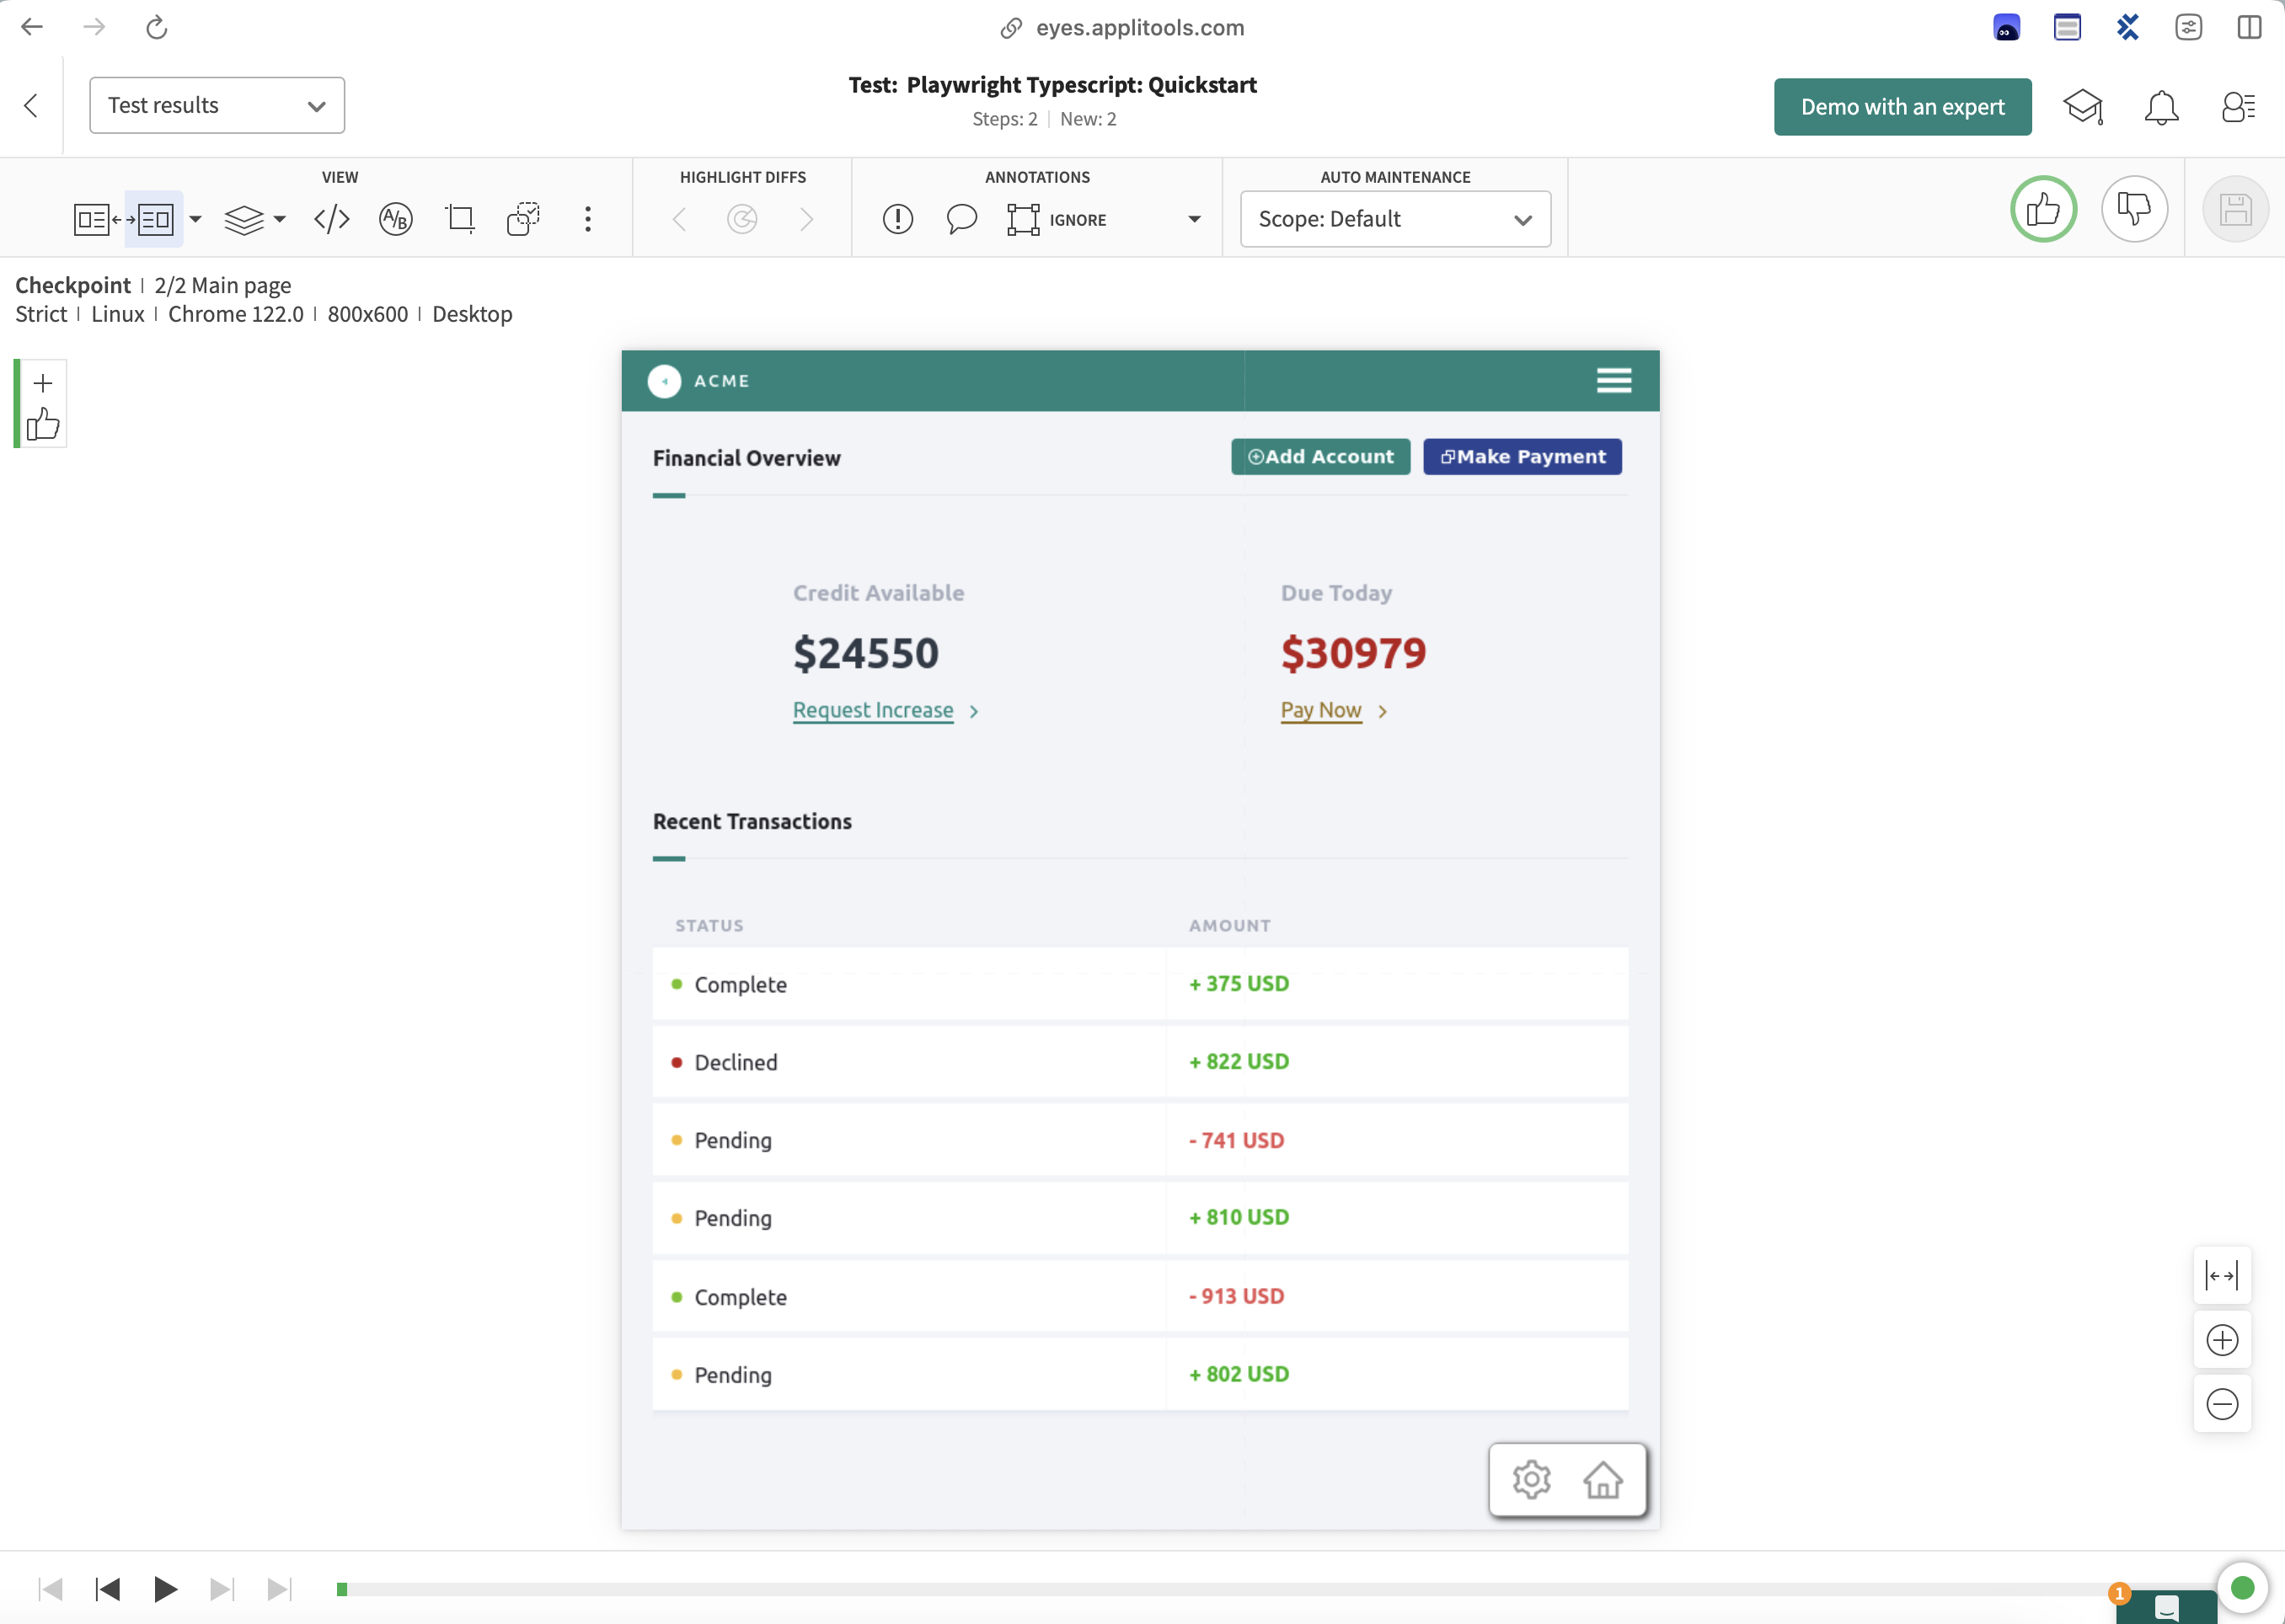 eyes.applitools.com
Test results
Test: Playwright Typescript: Quickstart
Steps: 2 | New: 2
Demo with an expert
VIEW
HIGHLIGHT DIFFS
ANNOTATIONS
AUTO MAINTENANCE
A/B
IGNORE
Scope: Default
Checkpoint | 2/2 Main page
Strict | Linux | Chrome 122.0 | 800x600 | Desktop
ACME
Financial Overview
Add Account
Make Payment
Credit Available
Due Today
$24550
$30979
Request Increase
Pay Now
Recent Transactions
STATUS
AMOUNT
Complete
+ 375 USD
Declined
+ 822 USD
Pending
- 741 USD
Pending
+ 810 USD
Complete
- 913 USD
Pending
+ 802 USD
1